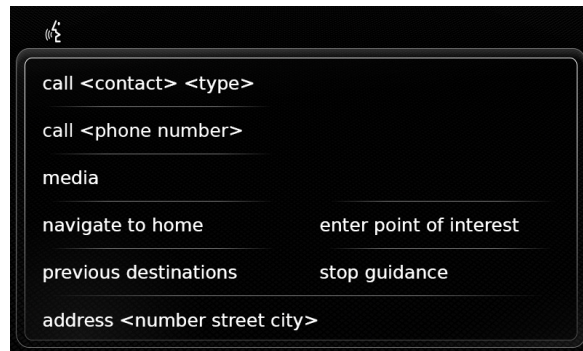 call <contact> <type>
call <phone number>
media
navigate to home
enter point of interest
previous destinations
stop guidance
address <number street city>